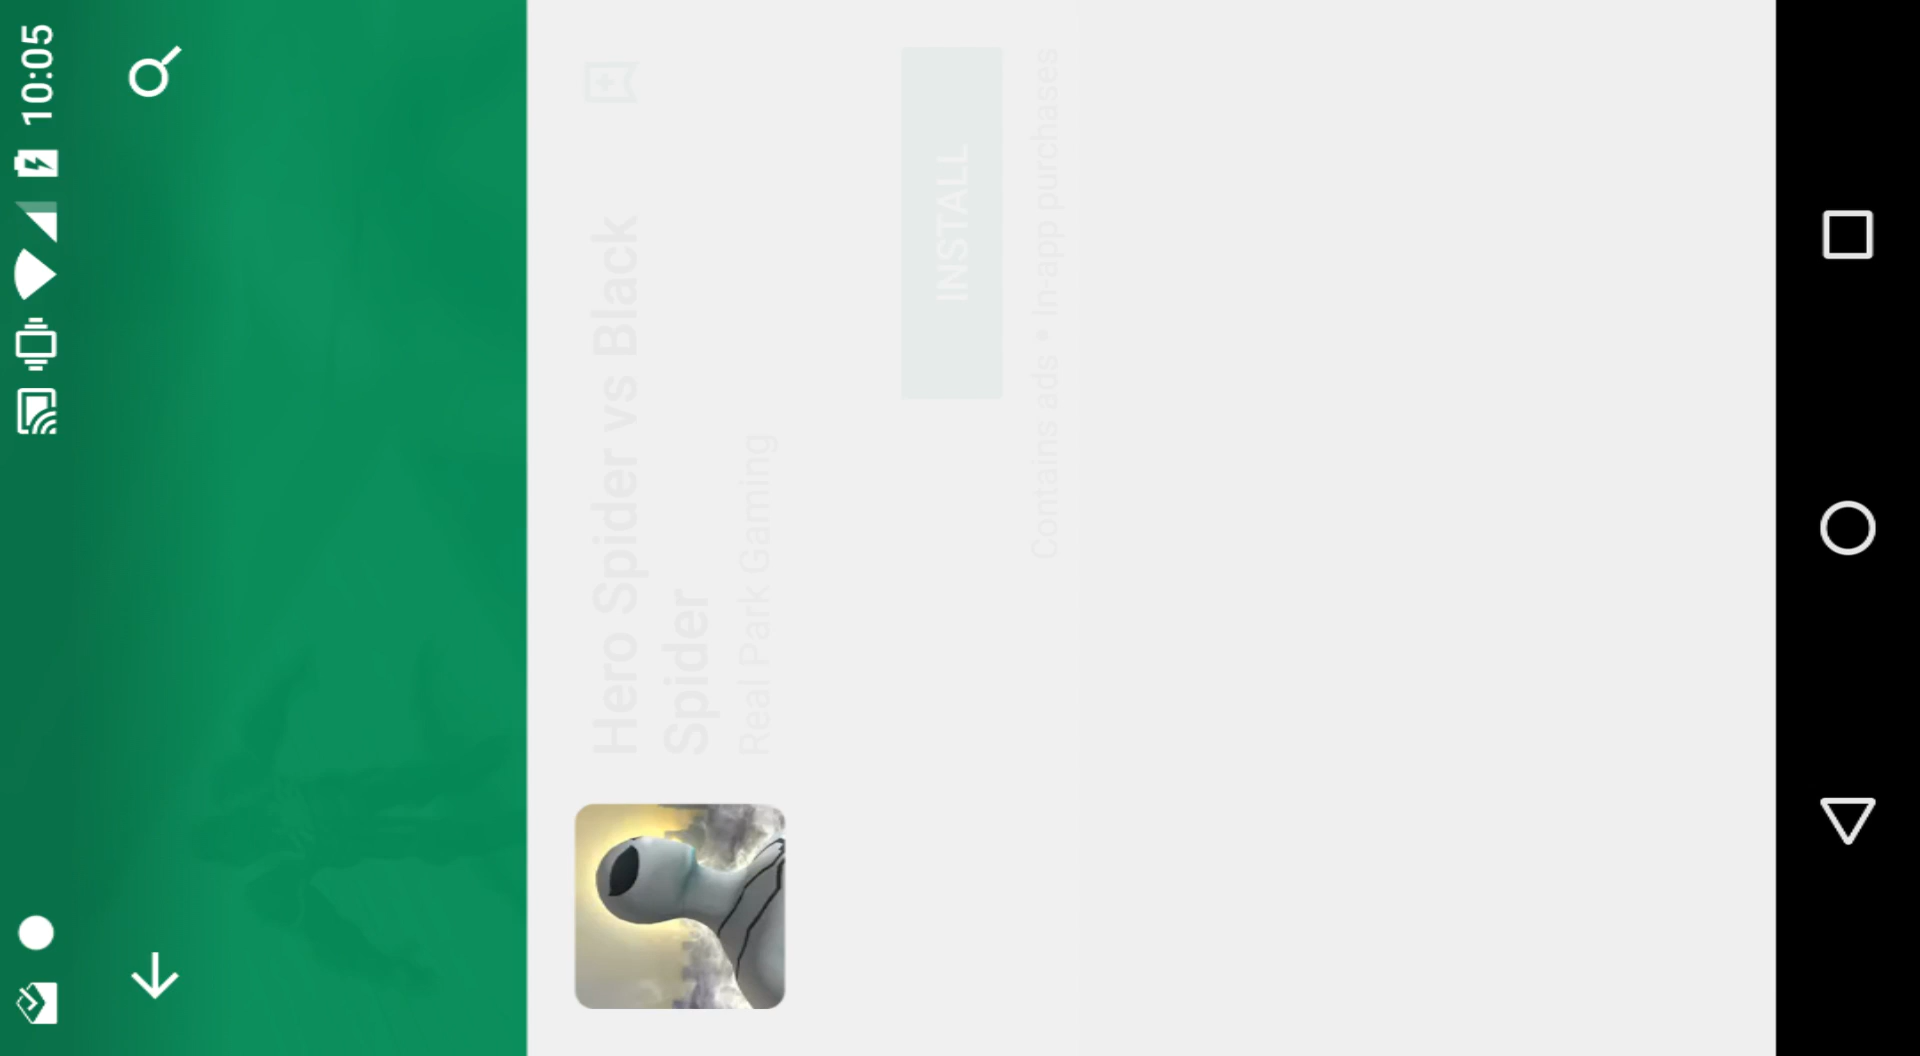 10:05
Hero Spider vs Black
Spider
Real Park Gaming
INSTALL
Contains ads • In-app purchases